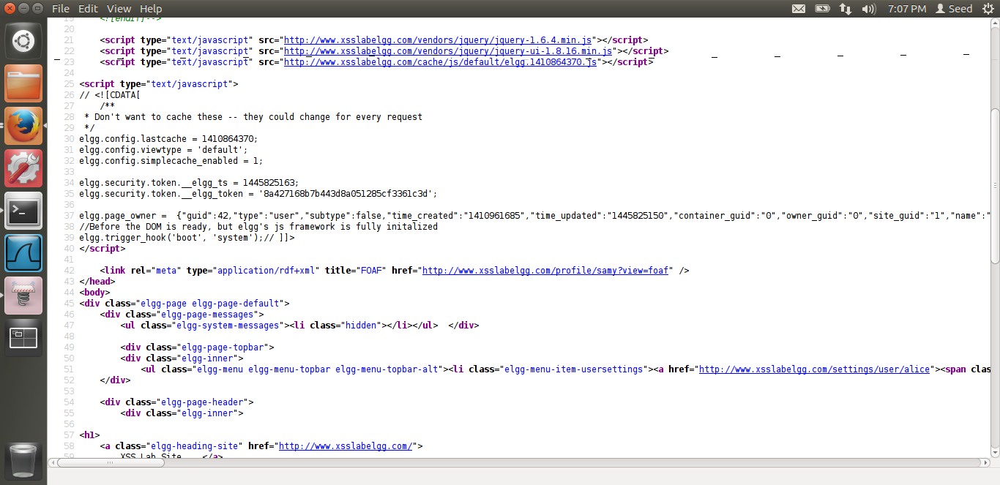 File Edit View Help 7:07 PM Seed
19 <![endif]-->
20
21 <script type="text/javascript" src="http://www.xsslabelgg.com/vendors/jquery/jquery-1.6.4.min.js"></script>
22 <script type="text/javascript" src="http://www.xsslabelgg.com/vendors/jquery/jquery-ui-1.8.16.min.js"></script>
23 <script type="text/javascript" src="http://www.xsslabelgg.com/cache/js/default/elgg.1410864370.js"></script>
24
25 <script type="text/javascript">
26 // <![CDATA[
27 /**
28 * Don't want to cache these -- they could change for every request
29 */
30 elgg.config.lastcache = 1410864370;
31 elgg.config.viewtype = 'default';
32 elgg.config.simplecache_enabled = 1;
33
34 elgg.security.token.__elgg_ts = 1445825163;
35 elgg.security.token.__elgg_token = '8a427168b7b443d8a051285cf3361c3d';
36
37 elgg.page_owner =  {"guid":42,"type":"user","subtype":false,"time_created":"1410961685","time_updated":"1445825150","container_guid":"0","owner_guid":"0","site_guid":"1","name":"
38 //Before the DOM is ready, but elgg's js framework is fully initalized
39 elgg.trigger_hook('boot', 'system');// ]]>
40 </script>
41
42 <link rel="meta" type="application/rdf+xml" title="FOAF" href="http://www.xsslabelgg.com/profile/samy?view=foaf" />
43 </head>
44 <body>
45 <div class="elgg-page elgg-page-default">
46 <div class="elgg-page-messages">
47 <ul class="elgg-system-messages"><li class="hidden"></li></ul>  </div>
48
49 <div class="elgg-page-topbar">
50 <div class="elgg-inner">
51 <ul class="elgg-menu elgg-menu-topbar elgg-menu-topbar-alt"><li class="elgg-menu-item-usersettings"><a href="http://www.xsslabelgg.com/settings/user/alice"><span clas
52 </div>
53
54 <div class="elgg-page-header">
55 <div class="elgg-inner">
56
57 <h1>
58 <a class="elgg-heading-site" href="http://www.xsslabelgg.com/">
59 XSS Lab Site </a>